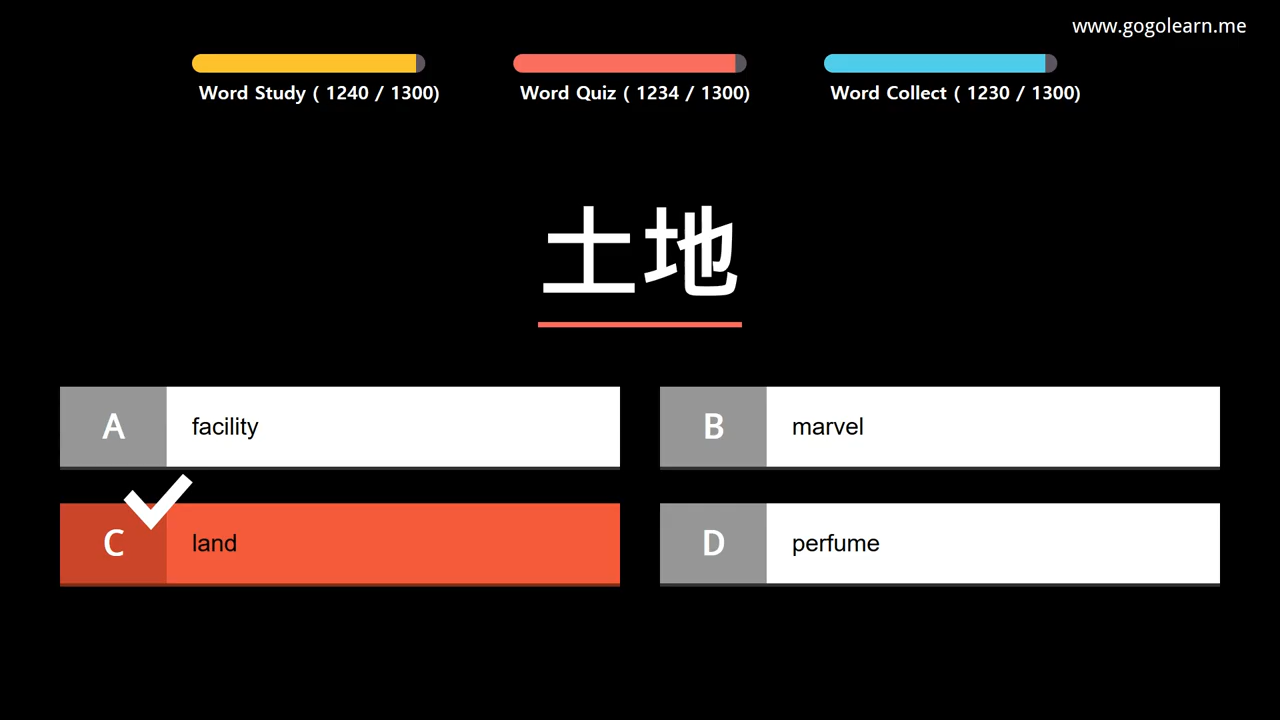 www.gogolearn.me
Word Study ( 1240 / 1300)
Word Quiz ( 1234 / 1300)
Word Collect ( 1230 / 1300)
土地
A facility
B marvel
C land
D perfume